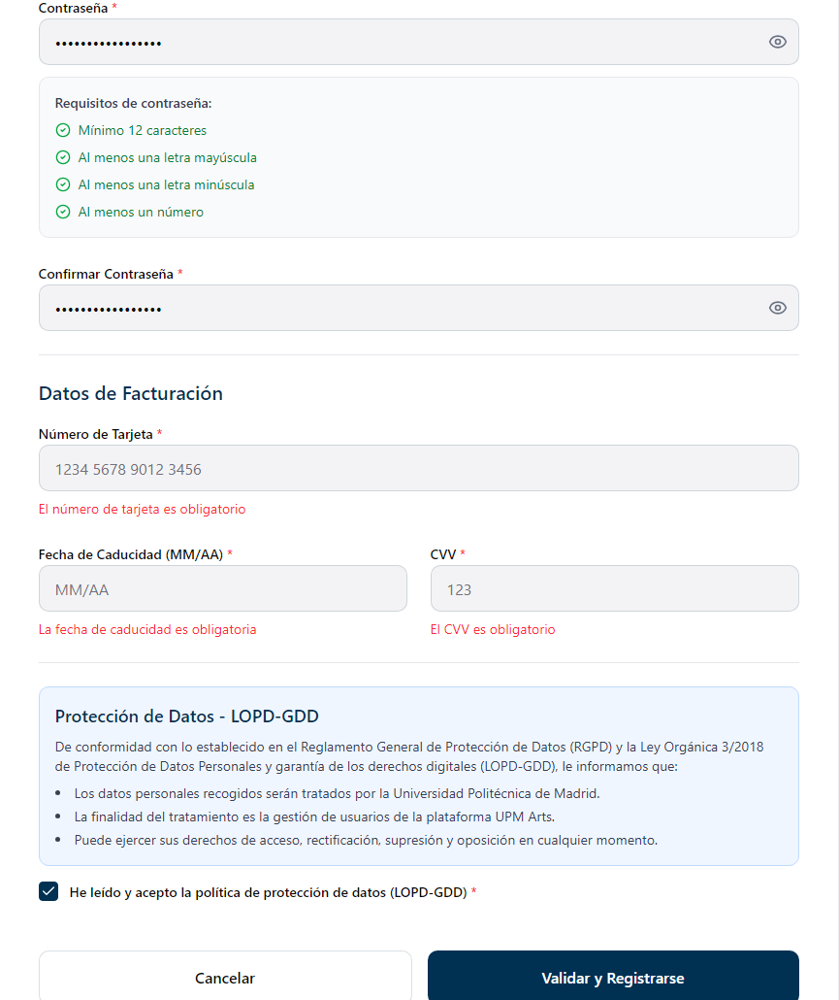 Contraseña *
•••••••••••••••••
Requisitos de contraseña:
Mínimo 12 caracteres
Al menos una letra mayúscula
Al menos una letra minúscula
Al menos un número
Confirmar Contraseña *
•••••••••••••••••
Datos de Facturación
Número de Tarjeta *
1234 5678 9012 3456
El número de tarjeta es obligatorio
Fecha de Caducidad (MM/AA) *
CVV *
MM/AA
123
La fecha de caducidad es obligatoria
El CVV es obligatorio
Protección de Datos - LOPD-GDD
De conformidad con lo establecido en el Reglamento General de Protección de Datos (RGPD) y la Ley Orgánica 3/2018
de Protección de Datos Personales y garantía de los derechos digitales (LOPD-GDD), le informamos que:
• Los datos personales recogidos serán tratados por la Universidad Politécnica de Madrid.
• La finalidad del tratamiento es la gestión de usuarios de la plataforma UPM Arts.
• Puede ejercer sus derechos de acceso, rectificación, supresión y oposición en cualquier momento.
He leído y acepto la política de protección de datos (LOPD-GDD) *
Cancelar
Validar y Registrarse